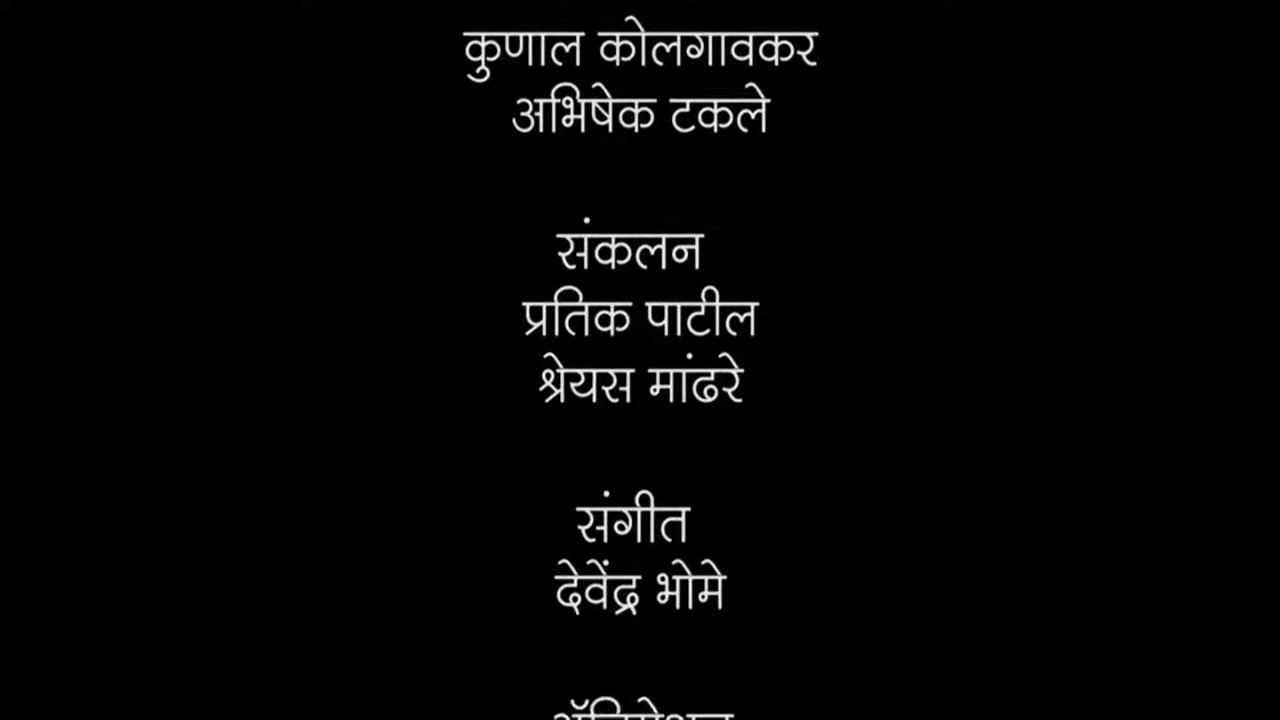 कुणाल कोलगावकर
अभिषेक टकले
संकलन
प्रतिक पाटील
श्रेयस मांढरे
संगीत
देवेंद्र भोमे